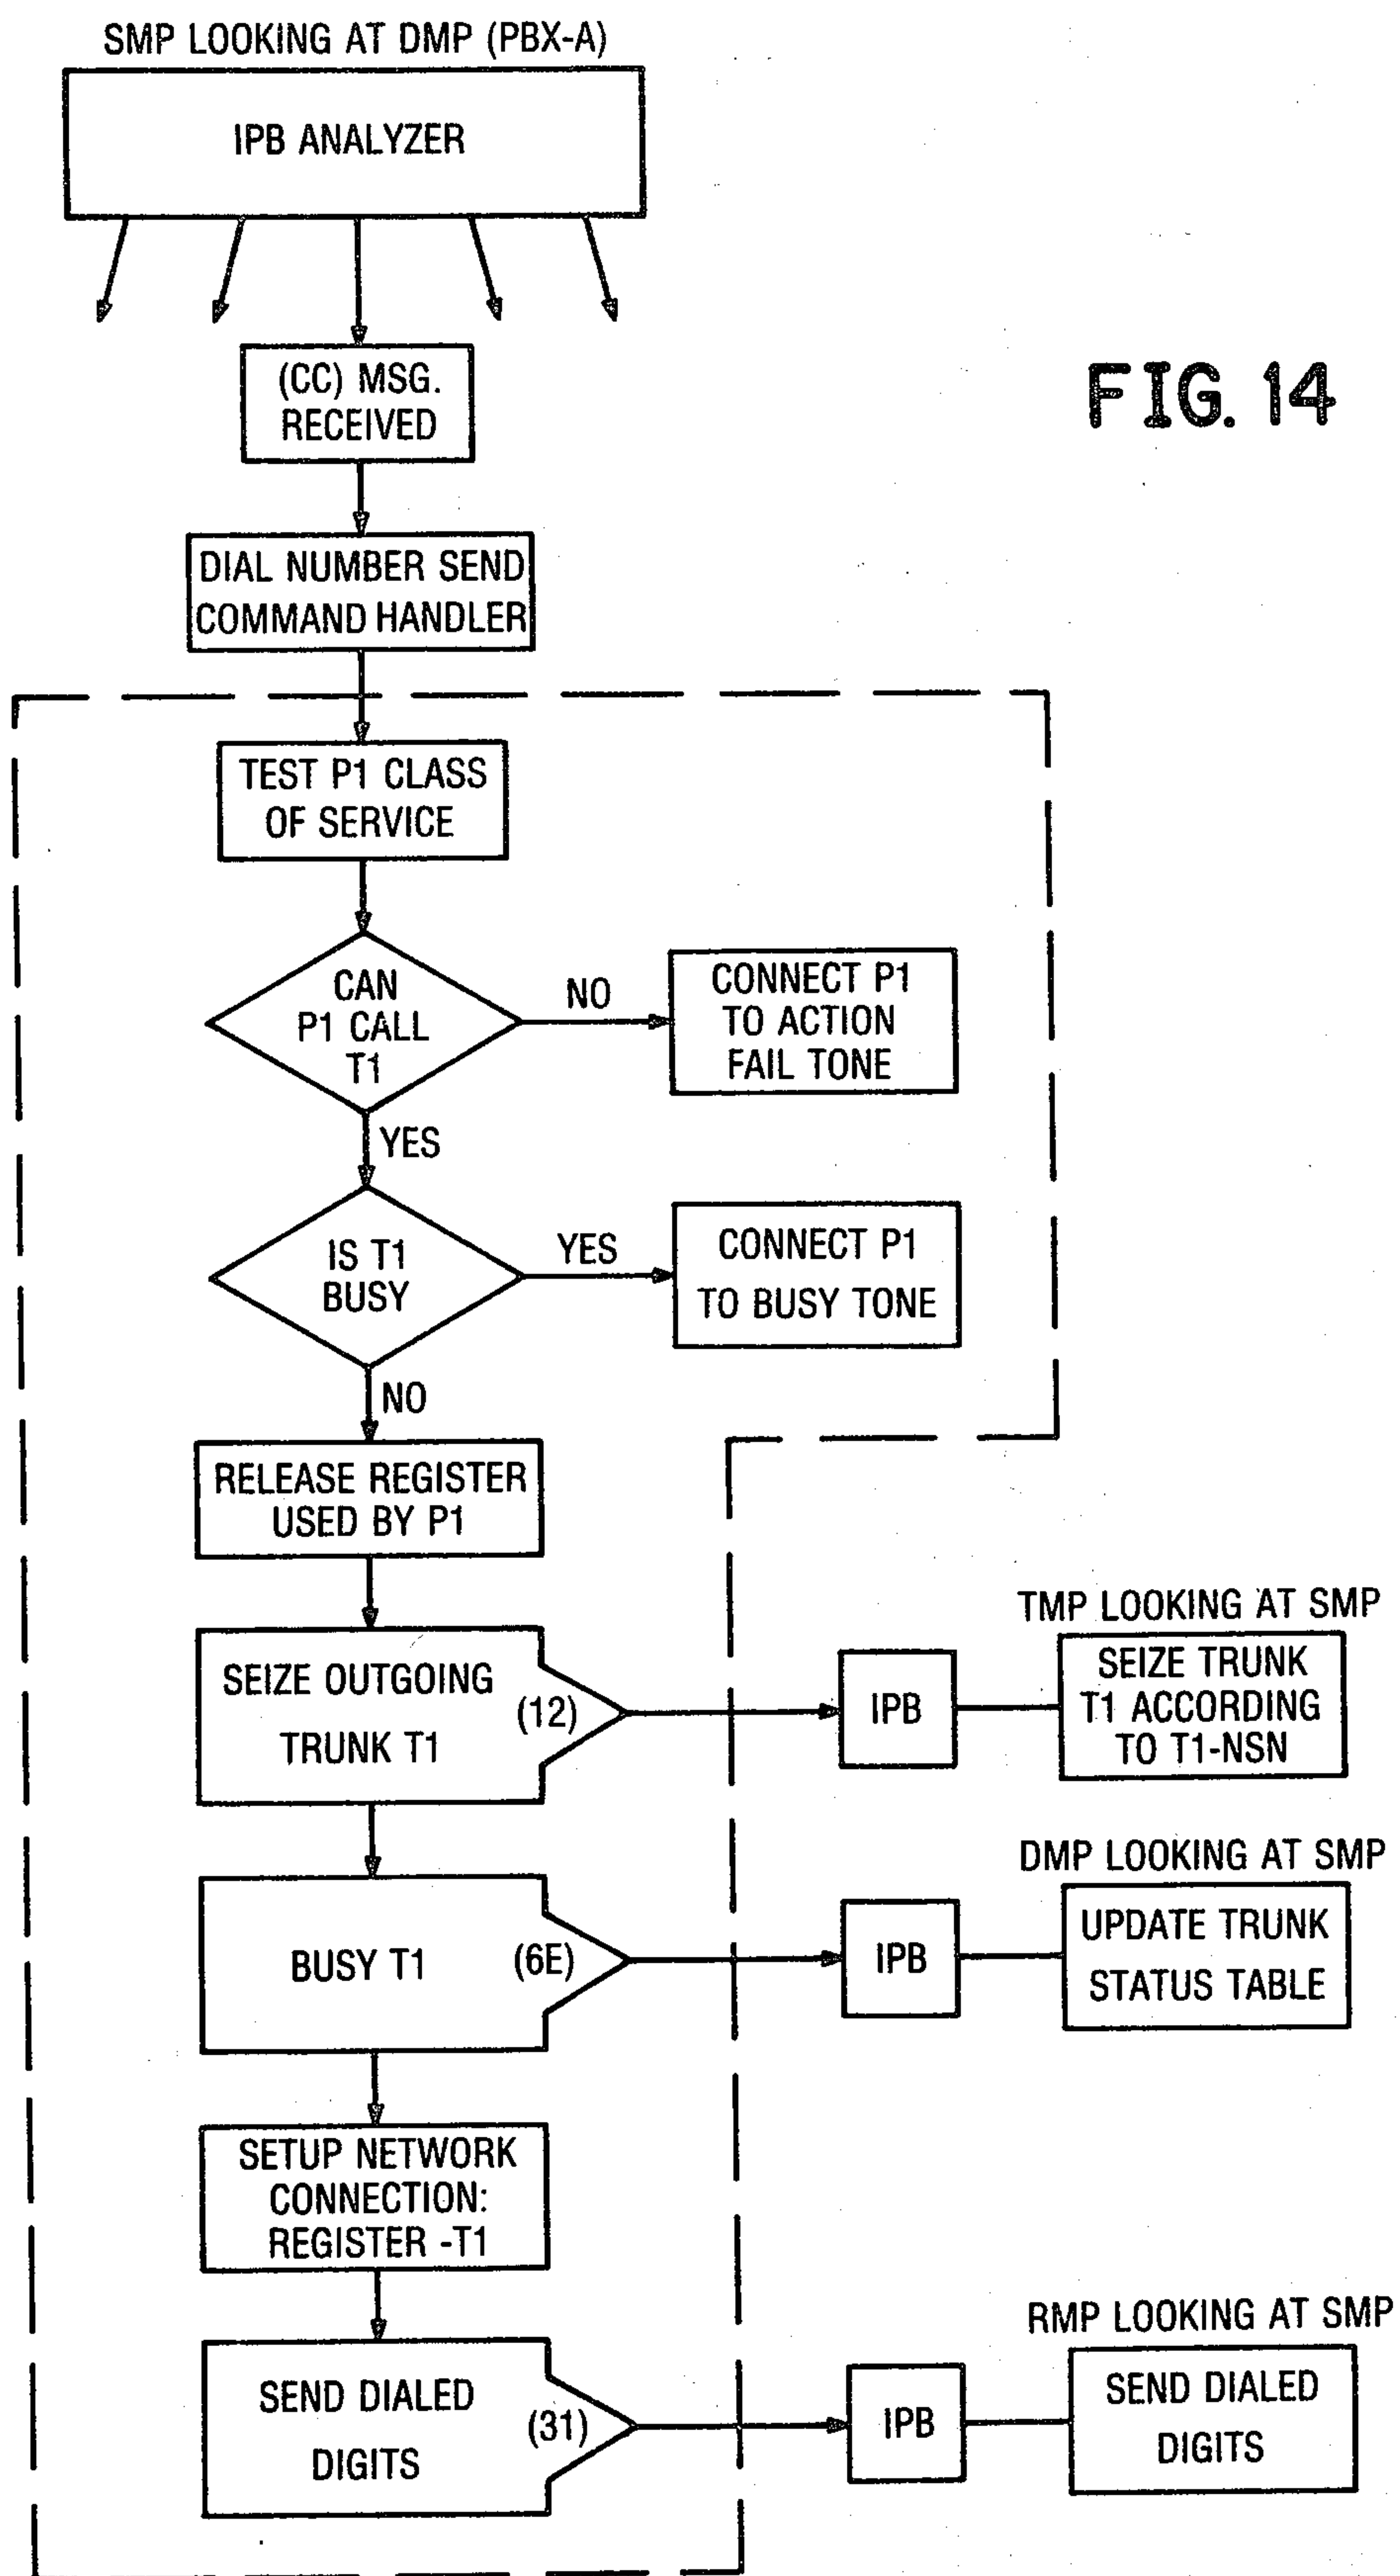 SMP LOOKING AT DMP (PBX-A)
IPB ANALYZER
(CC) MSG.
RECEIVED
FIG. 14
DIAL NUMBER SEND
COMMAND HANDLER
TEST P1 CLASS
OF SERVICE
CAN
P1 CALL
T1
NO
CONNECT P1
TO ACTION
FAIL TONE
YES
IS T1
BUSY
YES
CONNECT P1
TO BUSY TONE
NO
RELEASE REGISTER
USED BY P1
SEIZE OUTGOING
TRUNK T1
(12)
IPB
TMP LOOKING AT SMP
SEIZE TRUNK
T1 ACCORDING
TO T1-NSN
BUSY T1
(6E)
IPB
DMP LOOKING AT SMP
UPDATE TRUNK
STATUS TABLE
SETUP NETWORK
CONNECTION:
REGISTER -T1
SEND DIALED
DIGITS
(31)
IPB
RMP LOOKING AT SMP
SEND DIALED
DIGITS